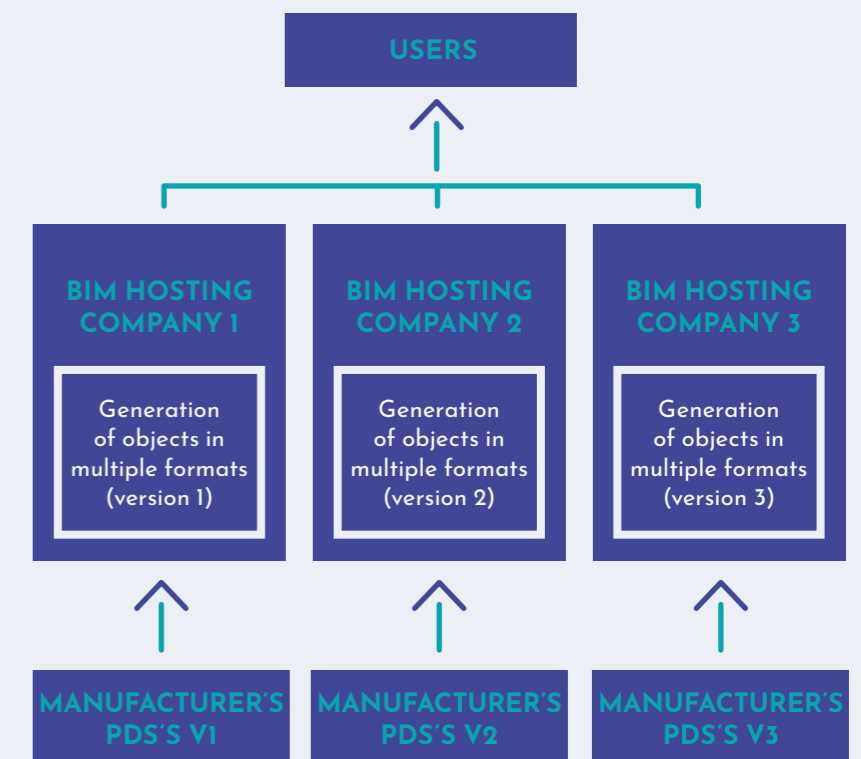 USERS
BIM HOSTING
COMPANY 1
Generation
of objects in
multiple formats
(version 1)
BIM HOSTING
COMPANY 2
Generation
of objects in
multiple formats
(version 2)
BIM HOSTING
COMPANY 3
Generation
of objects in
multiple formats
(version 3)
MANUFACTURER´S
PDS´S V1
MANUFACTURER´S
PDS´S V2
MANUFACTURER´S
PDS´S V3